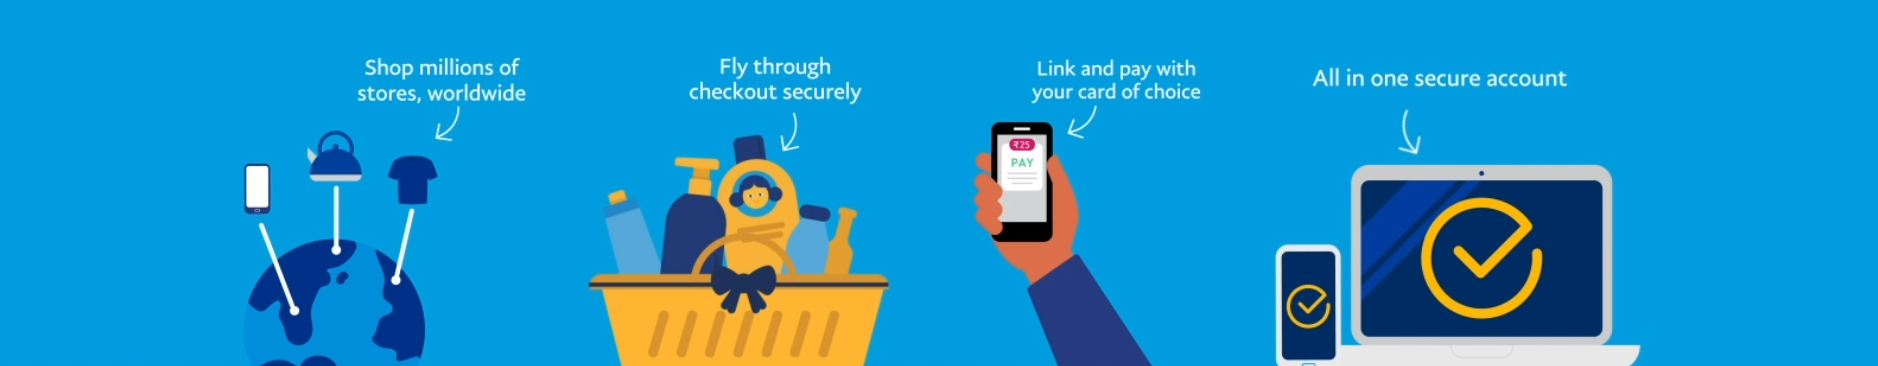 Shop millions of
stores, worldwide
Fly through
checkout securely
Link and pay with
your card of choice
₹25
PAY
All in one secure account